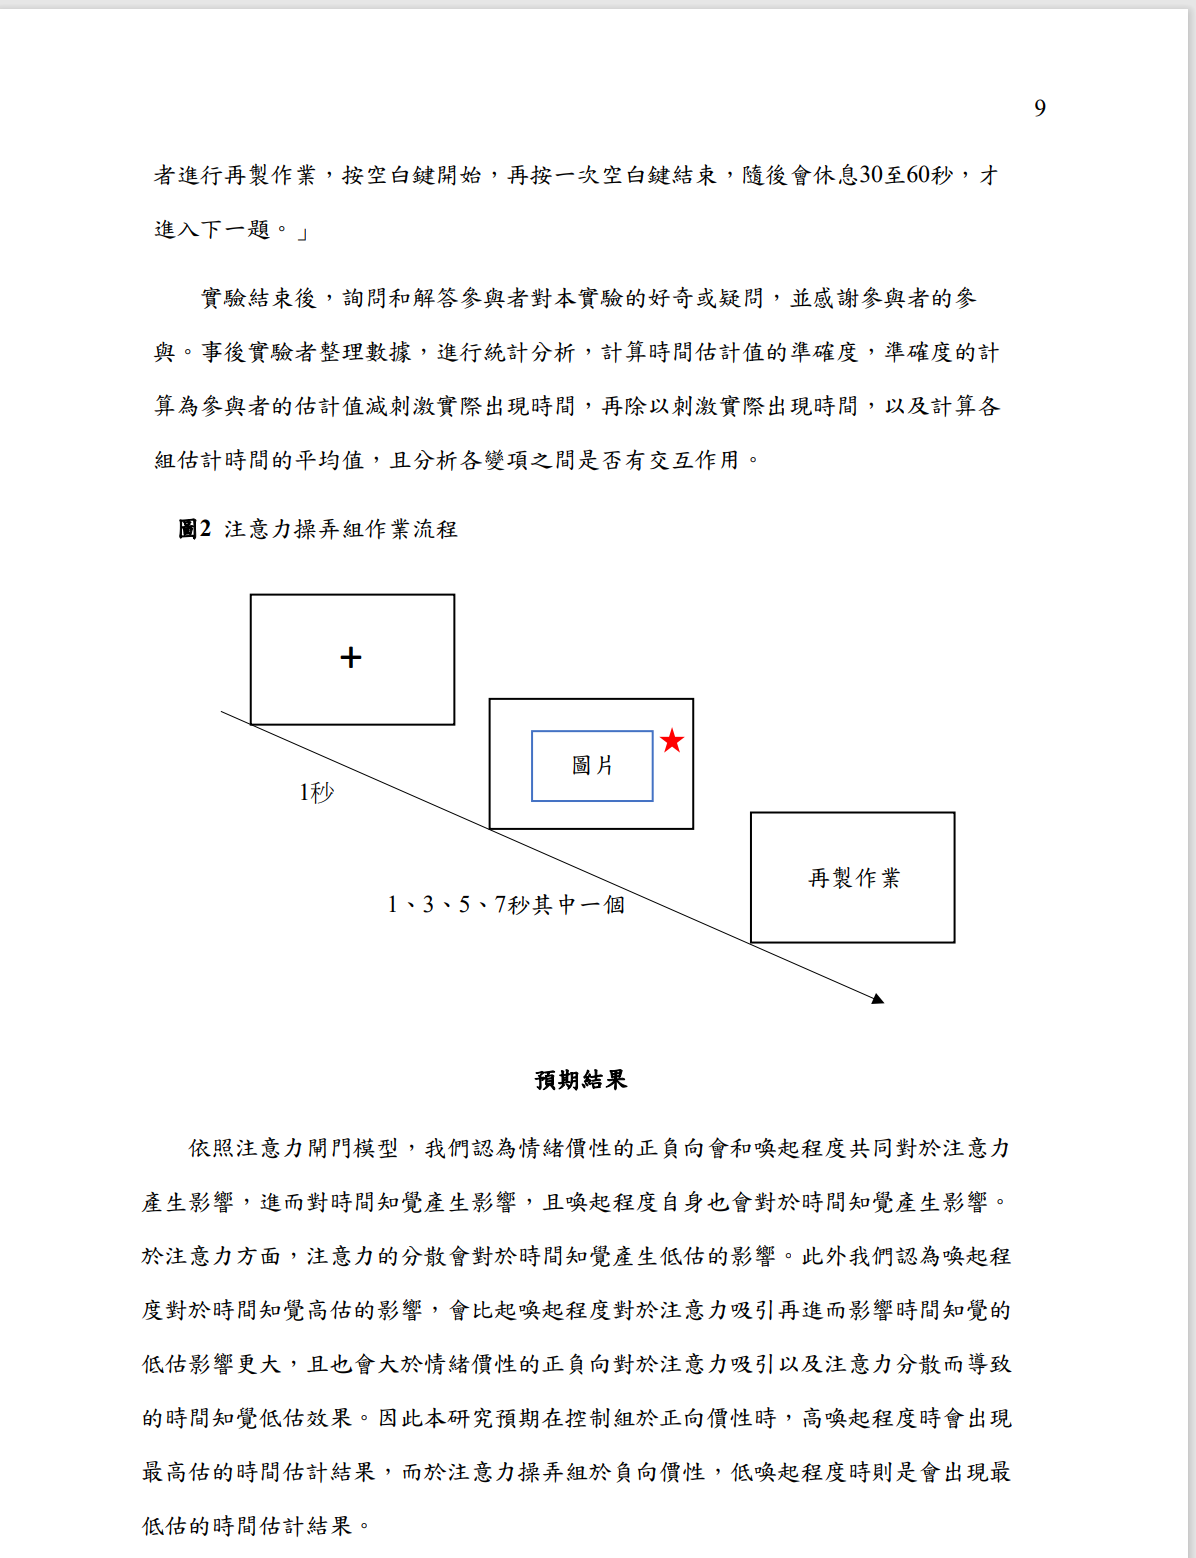 9
者進行再製作業，按空白鍵開始，再按一次空白鍵結束，隨後會休息30至60秒，才
進入下一題。」
實驗結束後，詢問和解答參與者對本實驗的好奇或疑問，並感謝參與者的參
與。事後實驗者整理數據，進行統計分析，計算時間估計值的準確度，準確度的計
算為參與者的估計值減刺激實際出現時間，再除以刺激實際出現時間，以及計算各
組估計時間的平均值，且分析各變項之間是否有交互作用。
圖2 注意力操弄組作業流程
+
圖片
1秒
再製作業
1、3、5、7秒其中一個
預期結果
依照注意力閘門模型，我們認為情緒價性的正負向會和喚起程度共同對於注意力
產生影響，進而對時間知覺產生影響，且喚起程度自身也會對於時間知覺產生影響。
於注意力方面，注意力的分散會對於時間知覺產生低估的影響。此外我們認為喚起程
度對於時間知覺高估的影響，會比起喚起程度對於注意力吸引再進而影響時間知覺的
低估影響更大，且也會大於情緒價性的正負向對於注意力吸引以及注意力分散而導致
的時間知覺低估效果。因此本研究預期在控制組於正向價性時，高喚起程度時會出現
最高估的時間估計結果，而於注意力操弄組於負向價性，低喚起程度時則是會出現最
低估的時間估計結果。